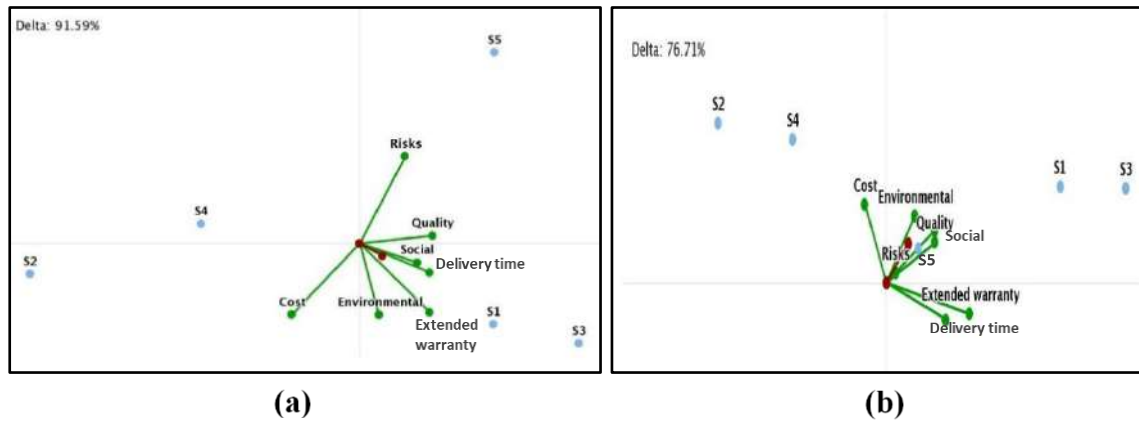 Delta: 91.59%
S5
Risks
S4
Quality
Social
Delivery time
S2
Cost
Environmental
Extended
warranty
S1
S3
(a)
Delta: 76.71%
S2
S4
S1
S3
Cost
Environmental
Quality
Social
Risks
S5
Extended warranty
Delivery time
(b)